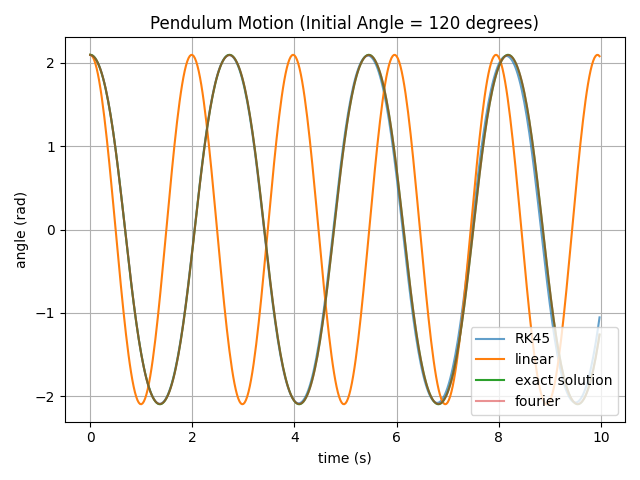 Pendulum Motion (Initial Angle = 120 degrees)
angle (rad)
2
1
0
−1
−2
0 2 4 6 8 10
time (s)
RK45
linear
exact solution
fourier